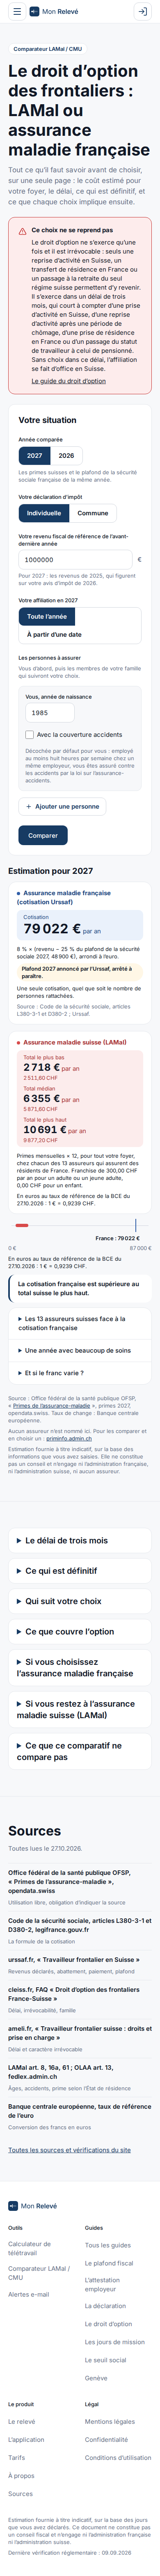 Mon Relevé
Comparateur LAMal / CMU
Le droit d'option
des frontaliers :
LAMal ou
assurance
maladie française
Tout ce qu'il faut savoir avant de choisir,
sur une seule page : le coût estimé pour
votre foyer, le délai, ce qui est définitif, et
ce que chaque choix implique ensuite.
Ce choix ne se reprend pas
Le droit d'option ne s'exerce qu'une
fois et il est irrévocable : seuls une
reprise d'activité en Suisse, un
transfert de résidence en France ou
un passage à la retraite du seul
régime suisse permettent d'y revenir.
Il s'exerce dans un délai de trois
mois, qui court à compter d'une prise
d'activité en Suisse, d'une reprise
d'activité après une période de
chômage, d'une prise de résidence
en France ou d'un passage du statut
de travailleur à celui de pensionné.
Sans choix dans ce délai, l'affiliation
se fait d'office en Suisse.
Le guide du droit d'option
Votre situation
Année comparée
2027 2026
Les primes suisses et le plafond de la sécurité
sociale française de la même année.
Votre déclaration d'impôt
Individuelle Commune
Votre revenu fiscal de référence de l'avant-
dernière année
1000000 €
Pour 2027 : les revenus de 2025, qui figurent
sur votre avis d'impôt de 2026.
Votre affiliation en 2027
Toute l'année
À partir d'une date
Les personnes à assurer
Vous d'abord, puis les membres de votre famille
qui suivront votre choix.
Vous, année de naissance
1985
Avec la couverture accidents
Décochée par défaut pour vous : employé
au moins huit heures par semaine chez un
même employeur, vous êtes assuré contre
les accidents par la loi sur l'assurance-
accidents.
+ Ajouter une personne
Comparer
Estimation pour 2027
Assurance maladie française
(cotisation Urssaf)
Cotisation
79 022 € par an
8 % × (revenu − 25 % du plafond de la sécurité
sociale 2027, 48 900 €), arrondi à l'euro.
Plafond 2027 annoncé par l'Urssaf, arrêté à
paraître.
Une seule cotisation, quel que soit le nombre de
personnes rattachées.
Source : Code de la sécurité sociale, articles
L380-3-1 et D380-2 ; Urssaf.
Assurance maladie suisse (LAMal)
Total le plus bas
2 718 € par an
2 511,60 CHF
Total médian
6 355 € par an
5 871,60 CHF
Total le plus haut
10 691 € par an
9 877,20 CHF
Primes mensuelles × 12, pour tout votre foyer,
chez chacun des 13 assureurs qui assurent des
résidents de France. Franchise de 300,00 CHF
par an pour un adulte ou un jeune adulte,
0,00 CHF pour un enfant.
En euros au taux de référence de la BCE du
27.10.2026 : 1 € = 0,9239 CHF.
France : 79 022 €
0 € 87 000 €
En euros au taux de référence de la BCE du
27.10.2026 : 1 € = 0,9239 CHF.
La cotisation française est supérieure au
total suisse le plus haut.
Les 13 assureurs suisses face à la
cotisation française
Une année avec beaucoup de soins
Et si le franc varie ?
Source : Office fédéral de la santé publique OFSP,
« Primes de l'assurance-maladie », primes 2027,
opendata.swiss. Taux de change : Banque centrale
européenne.
Aucun assureur n'est nommé ici. Pour les comparer et
en choisir un : priminfo.admin.ch
Estimation fournie à titre indicatif, sur la base des
informations que vous avez saisies. Elle ne constitue
pas un conseil et n'engage ni l'administration française,
ni l'administration suisse, ni aucun assureur.
Le délai de trois mois
Ce qui est définitif
Qui suit votre choix
Ce que couvre l'option
Si vous choisissez
l'assurance maladie française
Si vous restez à l'assurance
maladie suisse (LAMal)
Ce que ce comparatif ne
compare pas
Sources
Toutes lues le 27.10.2026.
Office fédéral de la santé publique OFSP,
« Primes de l'assurance-maladie »,
opendata.swiss
Utilisation libre, obligation d'indiquer la source
Code de la sécurité sociale, articles L380-3-1 et
D380-2, legifrance.gouv.fr
La formule de la cotisation
urssaf.fr, « Travailleur frontalier en Suisse »
Revenus déclarés, abattement, paiement, plafond
cleiss.fr, FAQ « Droit d'option des frontaliers
France-Suisse »
Délai, irrévocabilité, famille
ameli.fr, « Travailleur frontalier suisse : droits et
prise en charge »
Délai et caractère irrévocable
LAMal art. 8, 16a, 61 ; OLAA art. 13,
fedlex.admin.ch
Âges, accidents, prime selon l'État de résidence
Banque centrale européenne, taux de référence
de l'euro
Conversion des francs en euros
Toutes les sources et vérifications du site
Mon Relevé
Outils
Calculateur de
télétravail
Comparateur LAMal /
CMU
Alertes e-mail
Guides
Tous les guides
Le plafond fiscal
L'attestation
employeur
La déclaration
Le droit d'option
Les jours de mission
Le seuil social
Genève
Le produit
Le relevé
L'application
Tarifs
À propos
Sources
Légal
Mentions légales
Confidentialité
Conditions d'utilisation
Estimation fournie à titre indicatif, sur la base des jours
que vous avez déclarés. Ce document ne constitue pas
un conseil fiscal et n'engage ni l'administration française
ni l'administration suisse.
Dernière vérification réglementaire : 09.09.2026